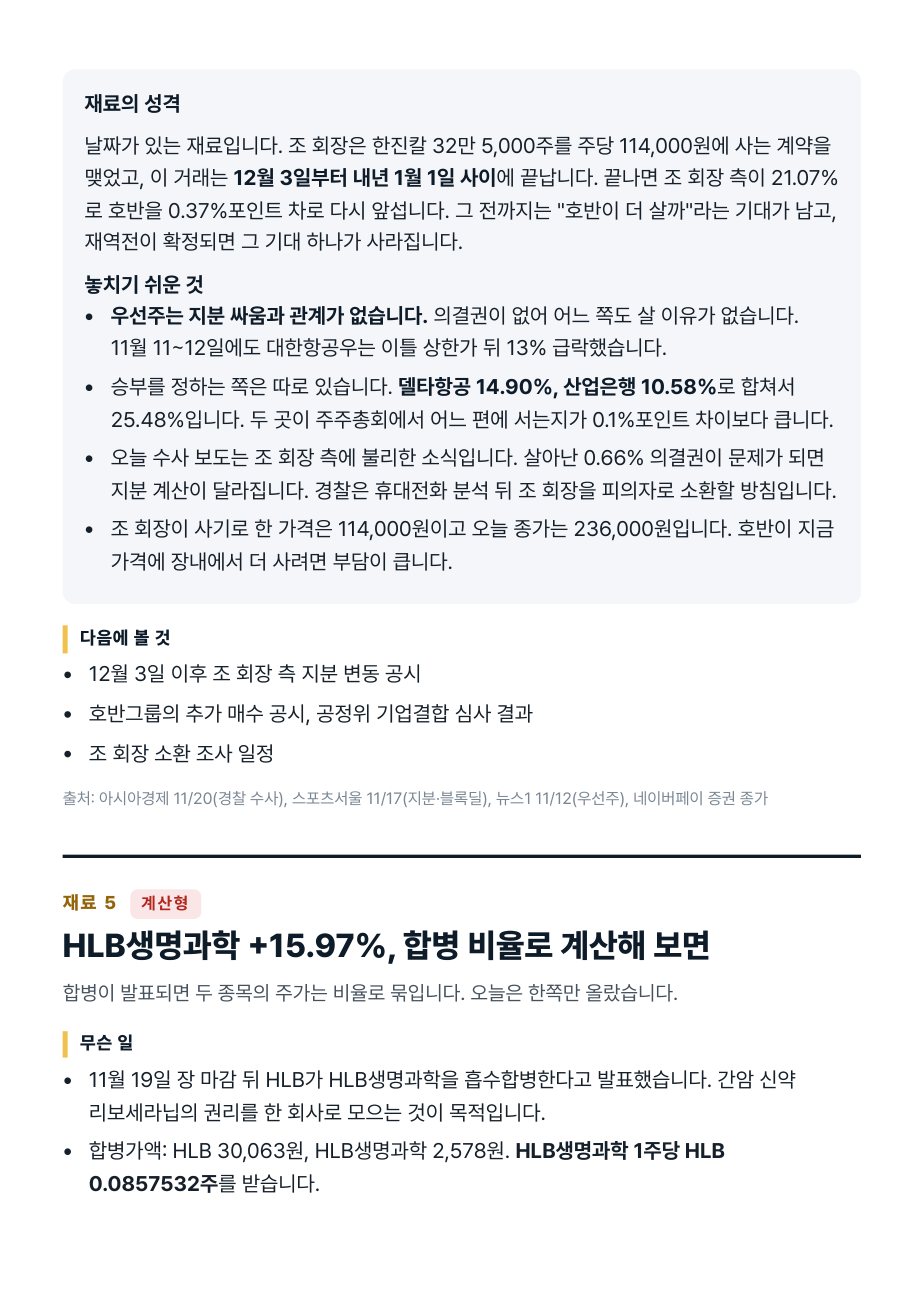 재료의 성격
날짜가 있는 재료입니다. 조 회장은 한진칼 32만 5,000주를 주당 114,000원에 사는 계약을
맺었고, 이 거래는 12월 3일부터 내년 1월 1일 사이에 끝납니다. 끝나면 조 회장 측이 21.07%
로 호반을 0.37%포인트 차로 다시 앞섭니다. 그 전까지는 "호반이 더 살까"라는 기대가 남고,
재역전이 확정되면 그 기대 하나가 사라집니다.
놓치기 쉬운 것
• 우선주는 지분 싸움과 관계가 없습니다. 의결권이 없어 어느 쪽도 살 이유가 없습니다.
11월 11~12일에도 대한항공우는 이틀 상한가 뒤 13% 급락했습니다.
• 승부를 정하는 쪽은 따로 있습니다. 델타항공 14.90%, 산업은행 10.58%로 합쳐서
25.48%입니다. 두 곳이 주주총회에서 어느 편에 서는지가 0.1%포인트 차이보다 큽니다.
• 오늘 수사 보도는 조 회장 측에 불리한 소식입니다. 살아난 0.66% 의결권이 문제가 되면
지분 계산이 달라집니다. 경찰은 휴대전화 분석 뒤 조 회장을 피의자로 소환할 방침입니다.
• 조 회장이 사기로 한 가격은 114,000원이고 오늘 종가는 236,000원입니다. 호반이 지금
가격에 장내에서 더 사려면 부담이 큽니다.
다음에 볼 것
• 12월 3일 이후 조 회장 측 지분 변동 공시
• 호반그룹의 추가 매수 공시, 공정위 기업결합 심사 결과
• 조 회장 소환 조사 일정
출처: 아시아경제 11/20(경찰 수사), 스포츠서울 11/17(지분·블록딜), 뉴스1 11/12(우선주), 네이버페이 증권 종가
재료 5 계산형
HLB생명과학 +15.97%, 합병 비율로 계산해 보면
합병이 발표되면 두 종목의 주가는 비율로 묶입니다. 오늘은 한쪽만 올랐습니다.
무슨 일
• 11월 19일 장 마감 뒤 HLB가 HLB생명과학을 흡수합병한다고 발표했습니다. 간암 신약
리보세라닙의 권리를 한 회사로 모으는 것이 목적입니다.
• 합병가액: HLB 30,063원, HLB생명과학 2,578원. HLB생명과학 1주당 HLB
0.0857532주를 받습니다.